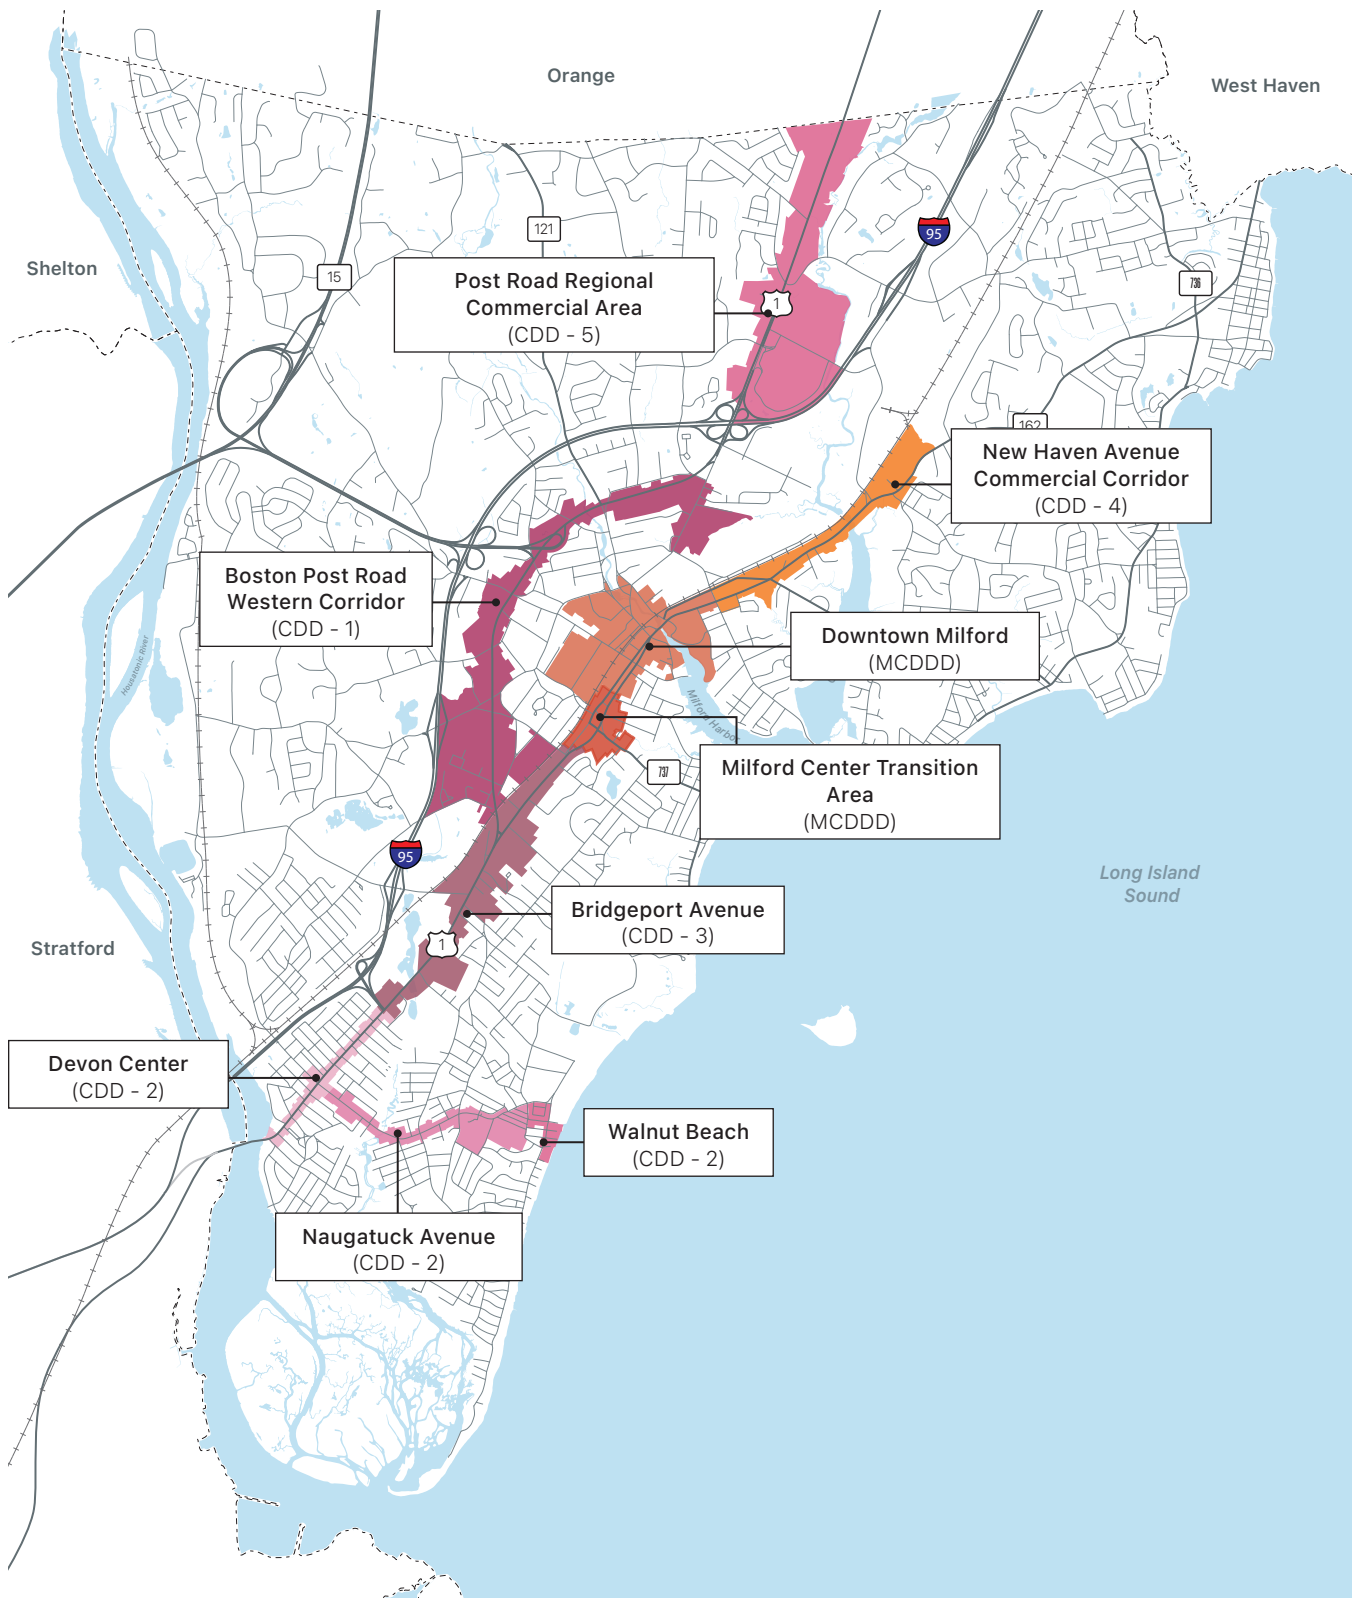 Orange
West Haven
121
95
Shelton
15
736
Post Road Regional
Commercial Area
(CDD - 5)
1
162
New Haven Avenue
Commercial Corridor
(CDD - 4)
Boston Post Road
Western Corridor
(CDD - 1)
Downtown Milford
(MCDDD)
Housatonic River
Milford Harbor
737
Milford Center Transition
Area
(MCDDD)
95
Long Island
Sound
Bridgeport Avenue
(CDD - 3)
Stratford
1
Devon Center
(CDD - 2)
Walnut Beach
(CDD - 2)
Naugatuck Avenue
(CDD - 2)